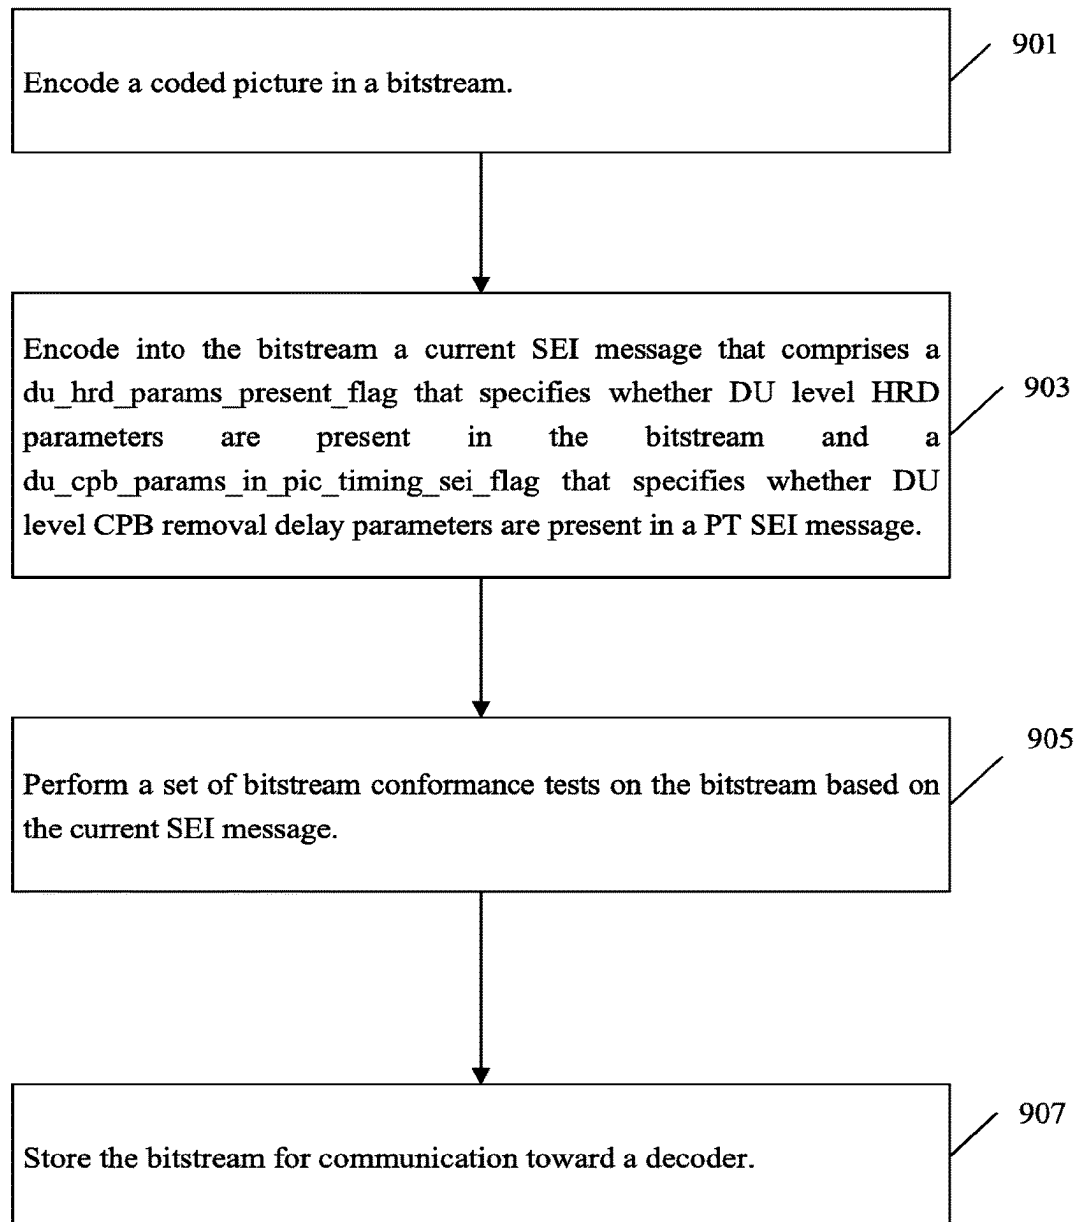 901
Encode a coded picture in a bitstream.
Encode into the bitstream a current SEI message that comprises a
du_hrd_params_present_flag that specifies whether DU level HRD
parameters are present in the bitstream and a
du_cpb_params_in_pic_timing_sei_flag that specifies whether DU
level CPB removal delay parameters are present in a PT SEI message.
903
905
Perform a set of bitstream conformance tests on the bitstream based on
the current SEI message.
907
Store the bitstream for communication toward a decoder.